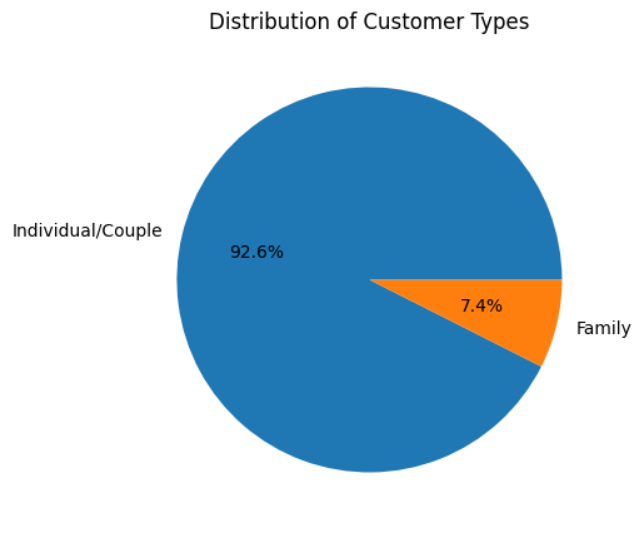 Distribution of Customer Types
Individual/Couple
92.6%
7.4%
Family